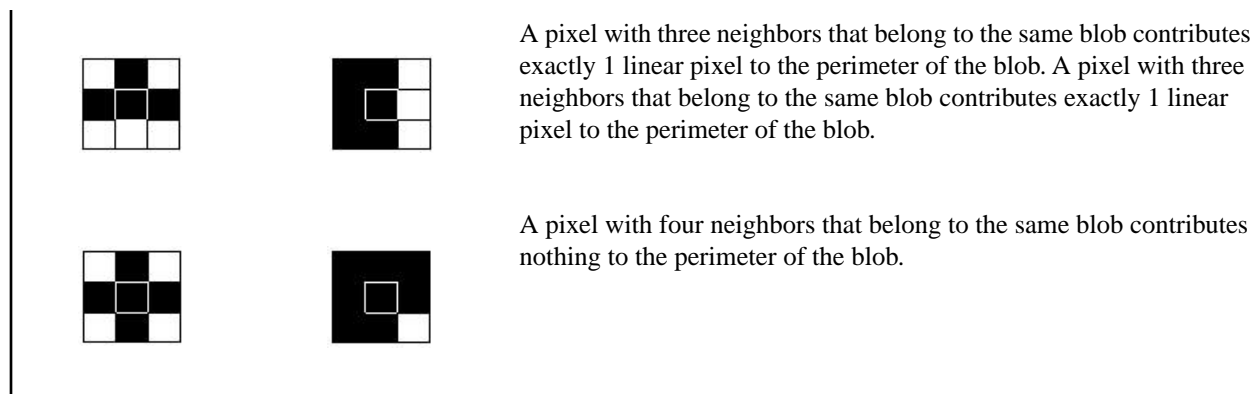 A pixel with three neighbors that belong to the same blob contributes
exactly 1 linear pixel to the perimeter of the blob. A pixel with three
neighbors that belong to the same blob contributes exactly 1 linear
pixel to the perimeter of the blob.
A pixel with four neighbors that belong to the same blob contributes
nothing to the perimeter of the blob.